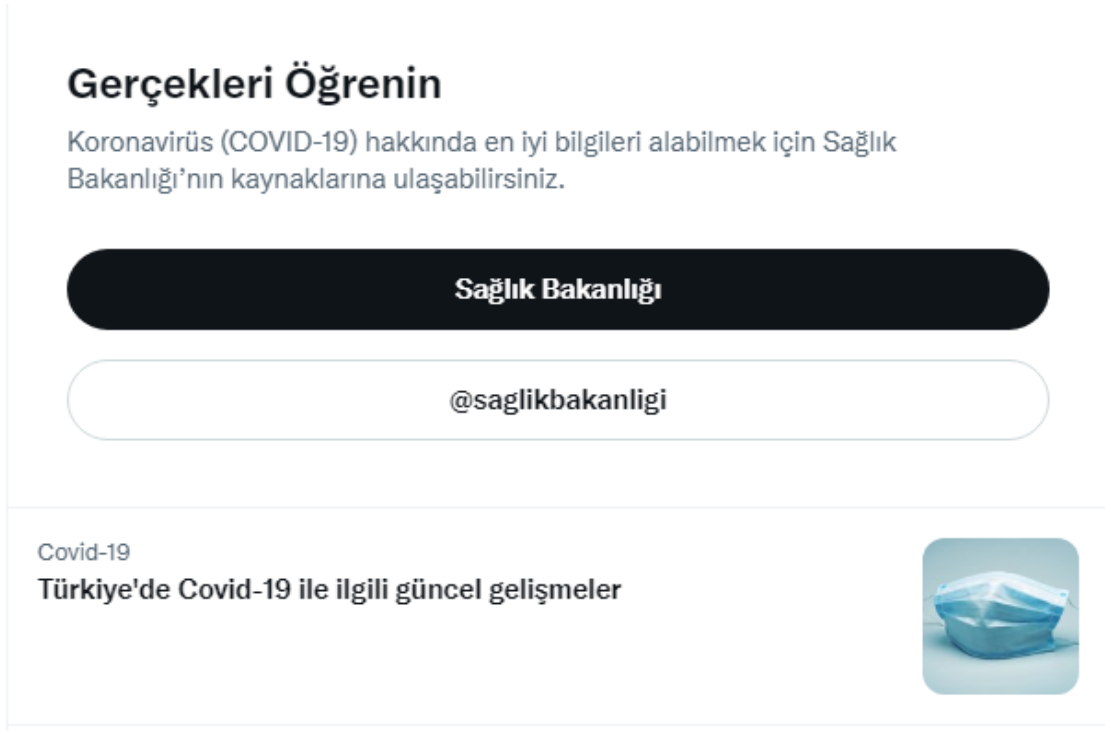 Gerçekleri Öğrenin
Koronavirüs (COVID-19) hakkında en iyi bilgileri alabilmek için Sağlık
Bakanlığı’nın kaynaklarına ulaşabilirsiniz.
Sağlık Bakanlığı
@saglikbakanligi
Covid-19
Türkiye'de Covid-19 ile ilgili güncel gelişmeler